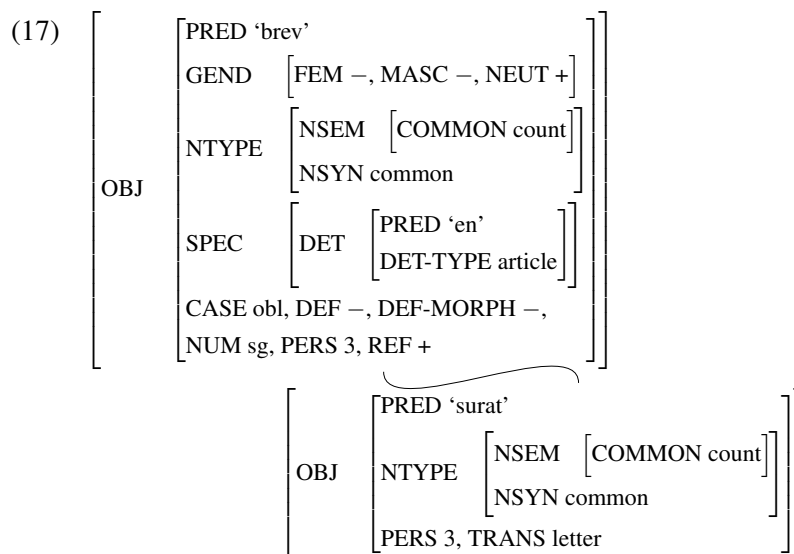 (17)
PRED ‘brev’
GEND [FEM −, MASC −, NEUT +]
NSEM [COMMON count]
NTYPE
NSYN common
OBJ
PRED ‘en’
SPEC [DET
DET-TYPE article]
CASE obl, DEF −, DEF-MORPH −,
NUM sg, PERS 3, REF +
PRED ‘surat’
NSEM [COMMON count]
OBJ NTYPE
NSYN common
PERS 3, TRANS letter